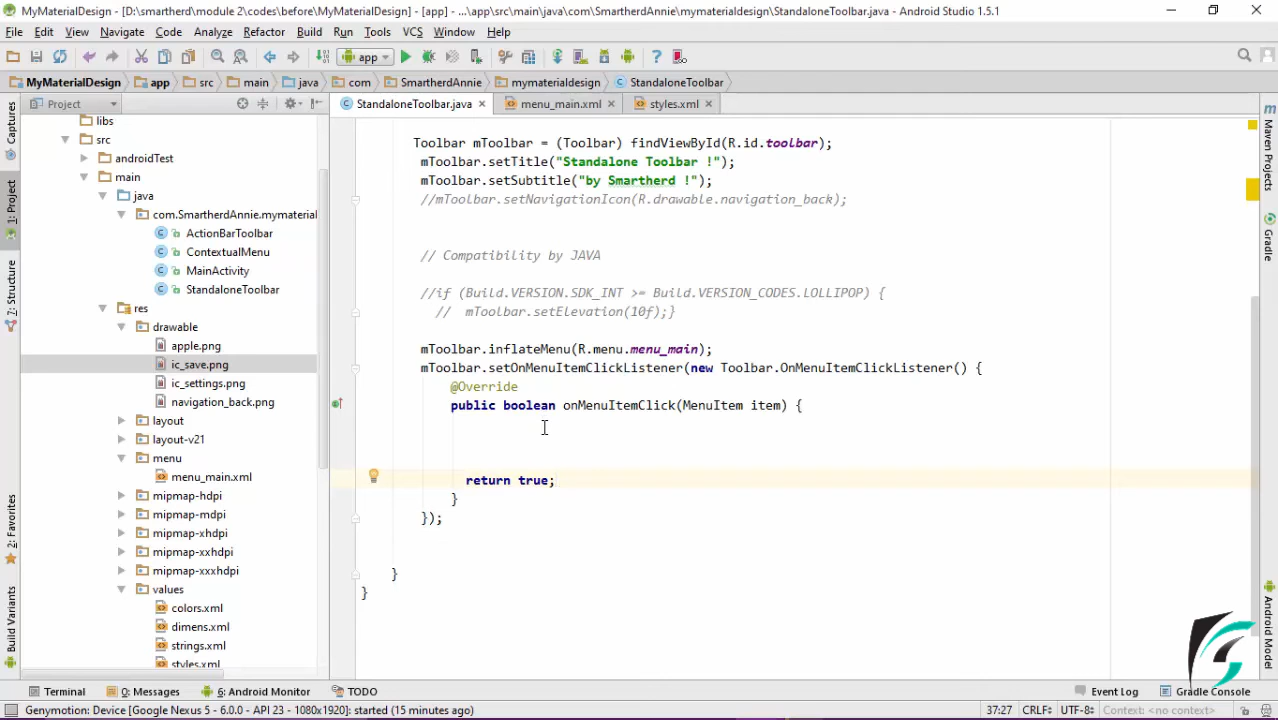 MyMaterialDesign - [D:\smartherd\module 2\codes\before\MyMaterialDesign] - [app] - ...\app\src\main\java\com\SmartherdAnnie\mymaterialdesign\StandaloneToolbar.java - Android Studio 1.5.1
File Edit View Navigate Code Analyze Refactor Build Run Tools VCS Window Help
app
MyMaterialDesign app src main java com SmartherdAnnie mymaterialdesign StandaloneToolbar
Project
StandaloneToolbar.java menu_main.xml styles.xml
Captures
1: Project
2: Structure
2: Favorites
Build Variants
libs
src
androidTest
main
java
com.SmartherdAnnie.mymaterial
ActionBarToolbar
ContextualMenu
MainActivity
StandaloneToolbar
res
drawable
apple.png
ic_save.png
ic_settings.png
navigation_back.png
layout
layout-v21
menu
menu_main.xml
mipmap-hdpi
mipmap-mdpi
mipmap-xhdpi
mipmap-xxhdpi
mipmap-xxxhdpi
values
colors.xml
dimens.xml
strings.xml
styles.xml
Toolbar mToolbar = (Toolbar) findViewById(R.id.toolbar);
mToolbar.setTitle("Standalone Toolbar !");
mToolbar.setSubtitle("by Smartherd !");
//mToolbar.setNavigationIcon(R.drawable.navigation_back);
// Compatibility by JAVA
//if (Build.VERSION.SDK_INT >= Build.VERSION_CODES.LOLLIPOP) {
// mToolbar.setElevation(10f);}
mToolbar.inflateMenu(R.menu.menu_main);
mToolbar.setOnMenuItemClickListener(new Toolbar.OnMenuItemClickListener() {
@Override
public boolean onMenuItemClick(MenuItem item) {
return true;
}
});
}
}
Maven Projects
Gradle
Android Model
Terminal 0: Messages 6: Android Monitor TODO Event Log Gradle Console
Genymotion: Device [Google Nexus 5 - 6.0.0 - API 23 - 1080x1920]: started (15 minutes ago) 37:27 CRLF÷ UTF-8÷ Context: <no context>